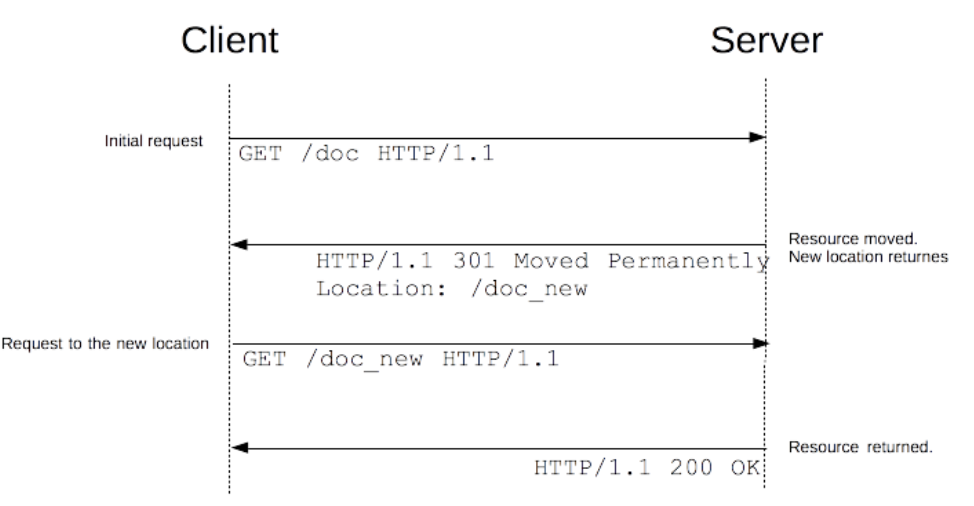 Client
Server
Initial request
GET /doc HTTP/1.1
Resource moved.
New location returnes
HTTP/1.1 301 Moved Permanently
Location: /doc_new
Request to the new location
GET /doc_new HTTP/1.1
Resource returned.
HTTP/1.1 200 OK